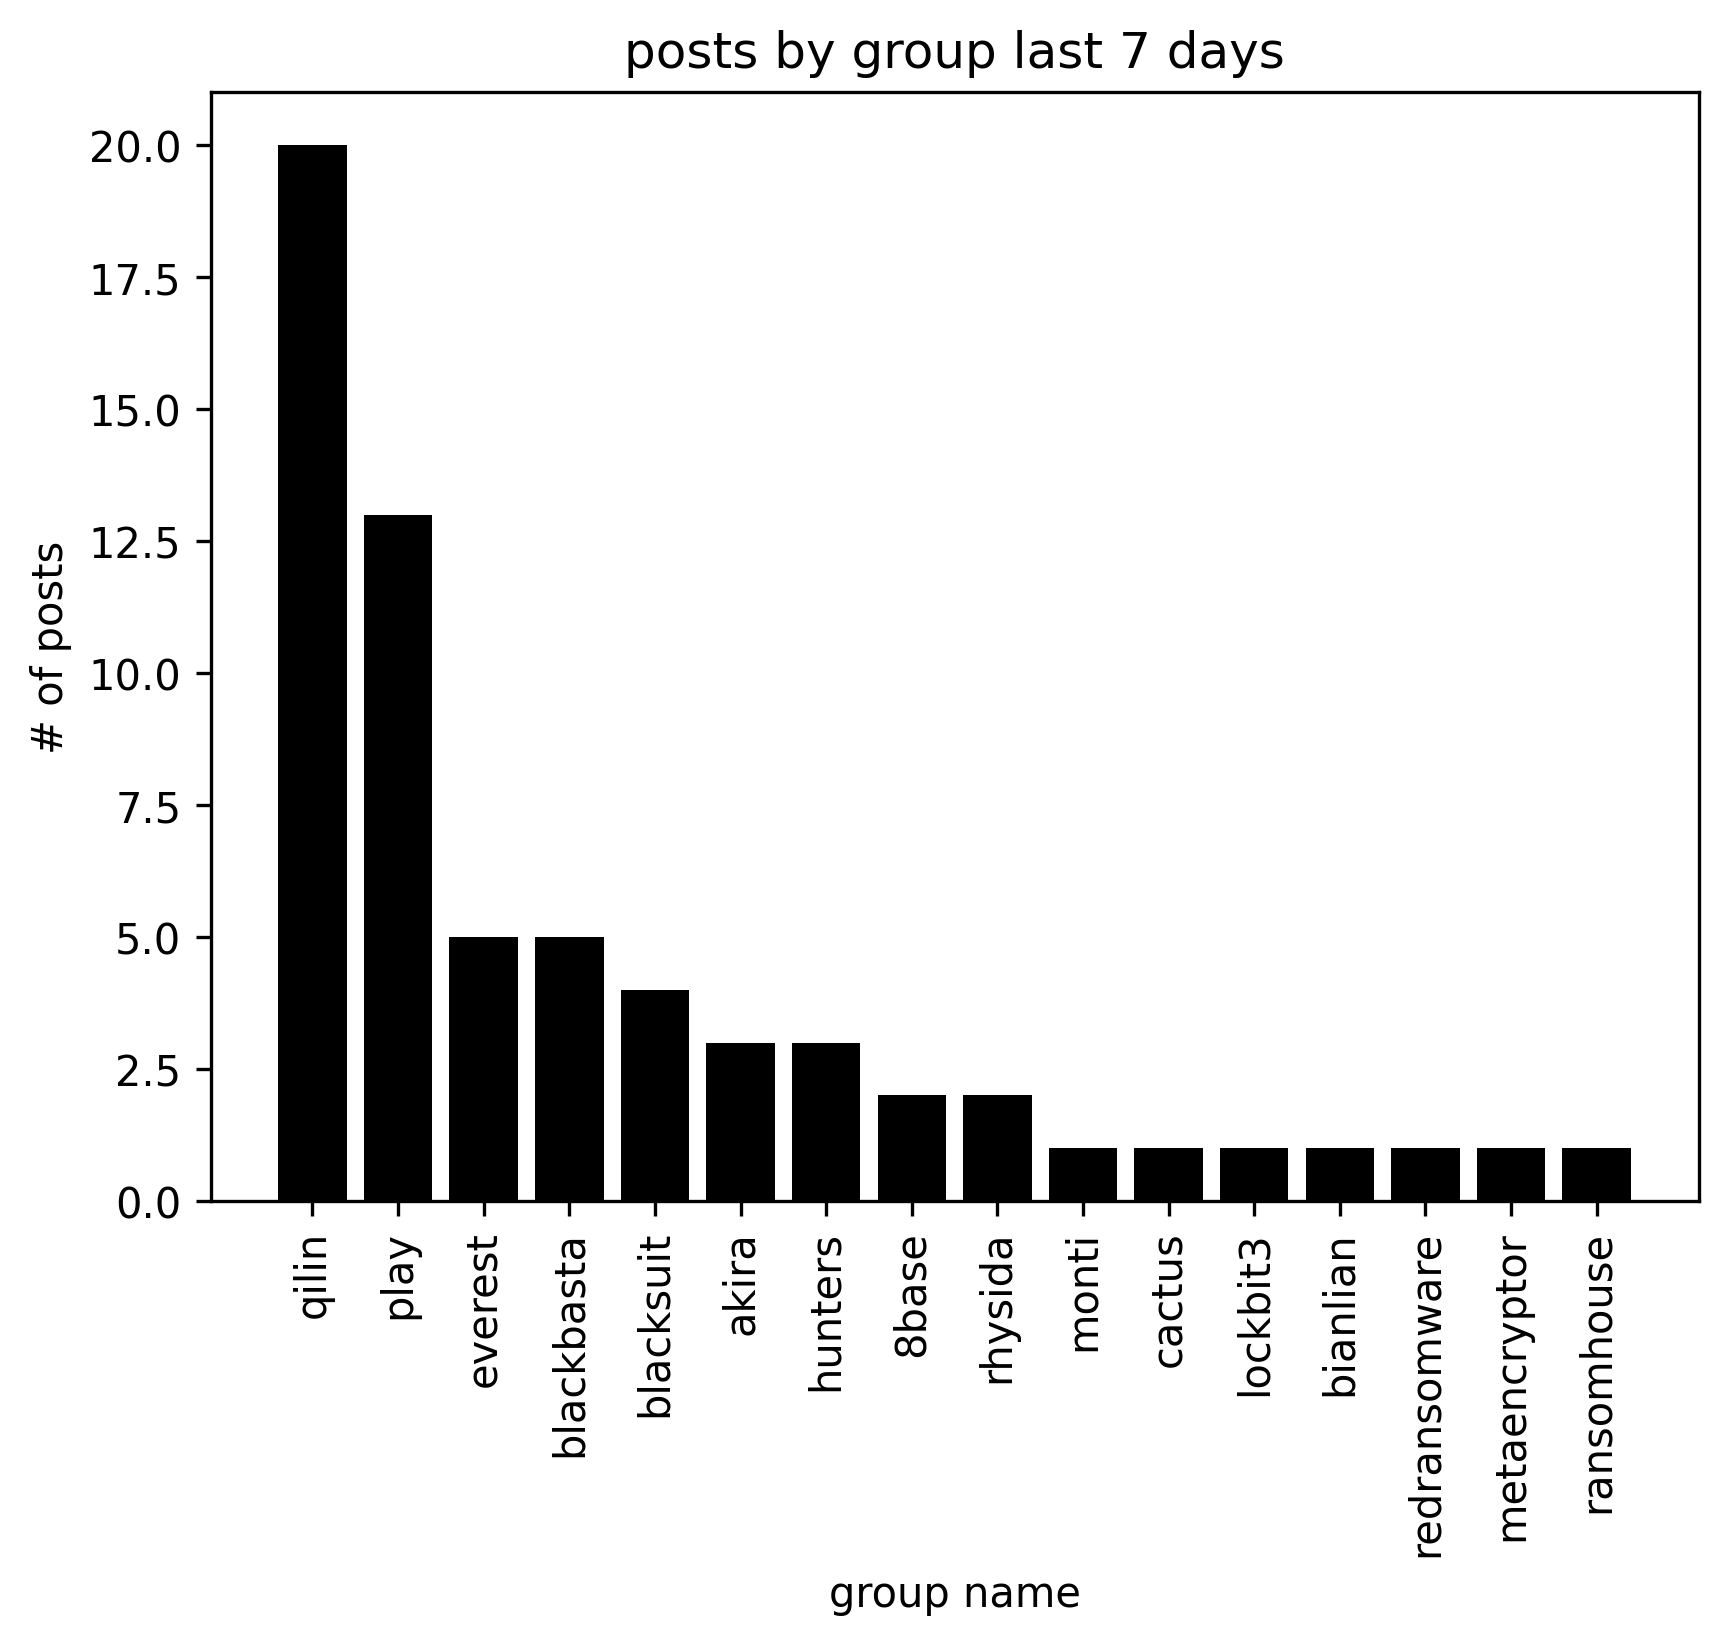 posts by group last 7 days
# of posts
20.0
17.5
15.0
12.5
10.0
7.5
5.0
2.5
0.0
qilin
play
everest
blackbasta
blacksuit
akira
hunters
8base
rhysida
monti
cactus
lockbit3
bianlian
redransomware
metaencryptor
ransomhouse
group name